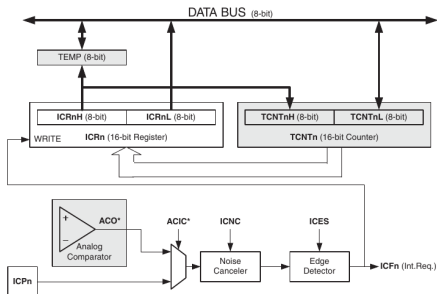 DATA BUS (8-bit)
TEMP (8-bit)
ICRnH (8-bit) ICRnL (8-bit)
WRITE ICRn (16-bit Register)
TCNTnH (8-bit) TCNTnL (8-bit)
TCNTn (16-bit Counter)
+
−
ACO*
Analog
Comparator
ACIC*
ICNC
ICES
Noise
Canceler
Edge
Detector
ICFn (Int.Req.)
ICPn